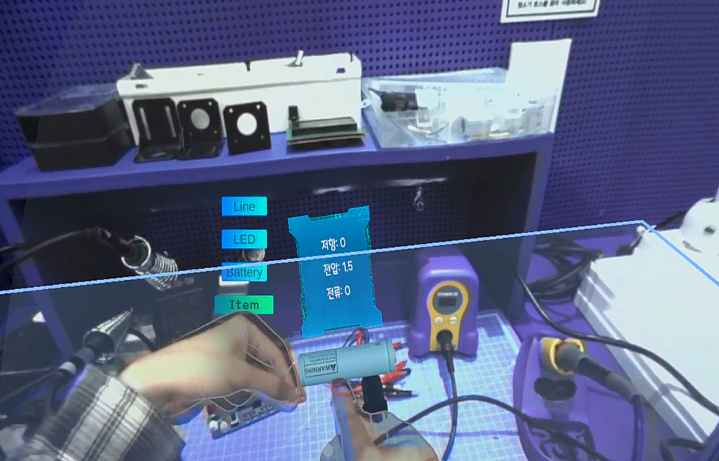 Line
LED
Battery
Item
저항: 0
전압: 1.5
전류: 0
WARNING